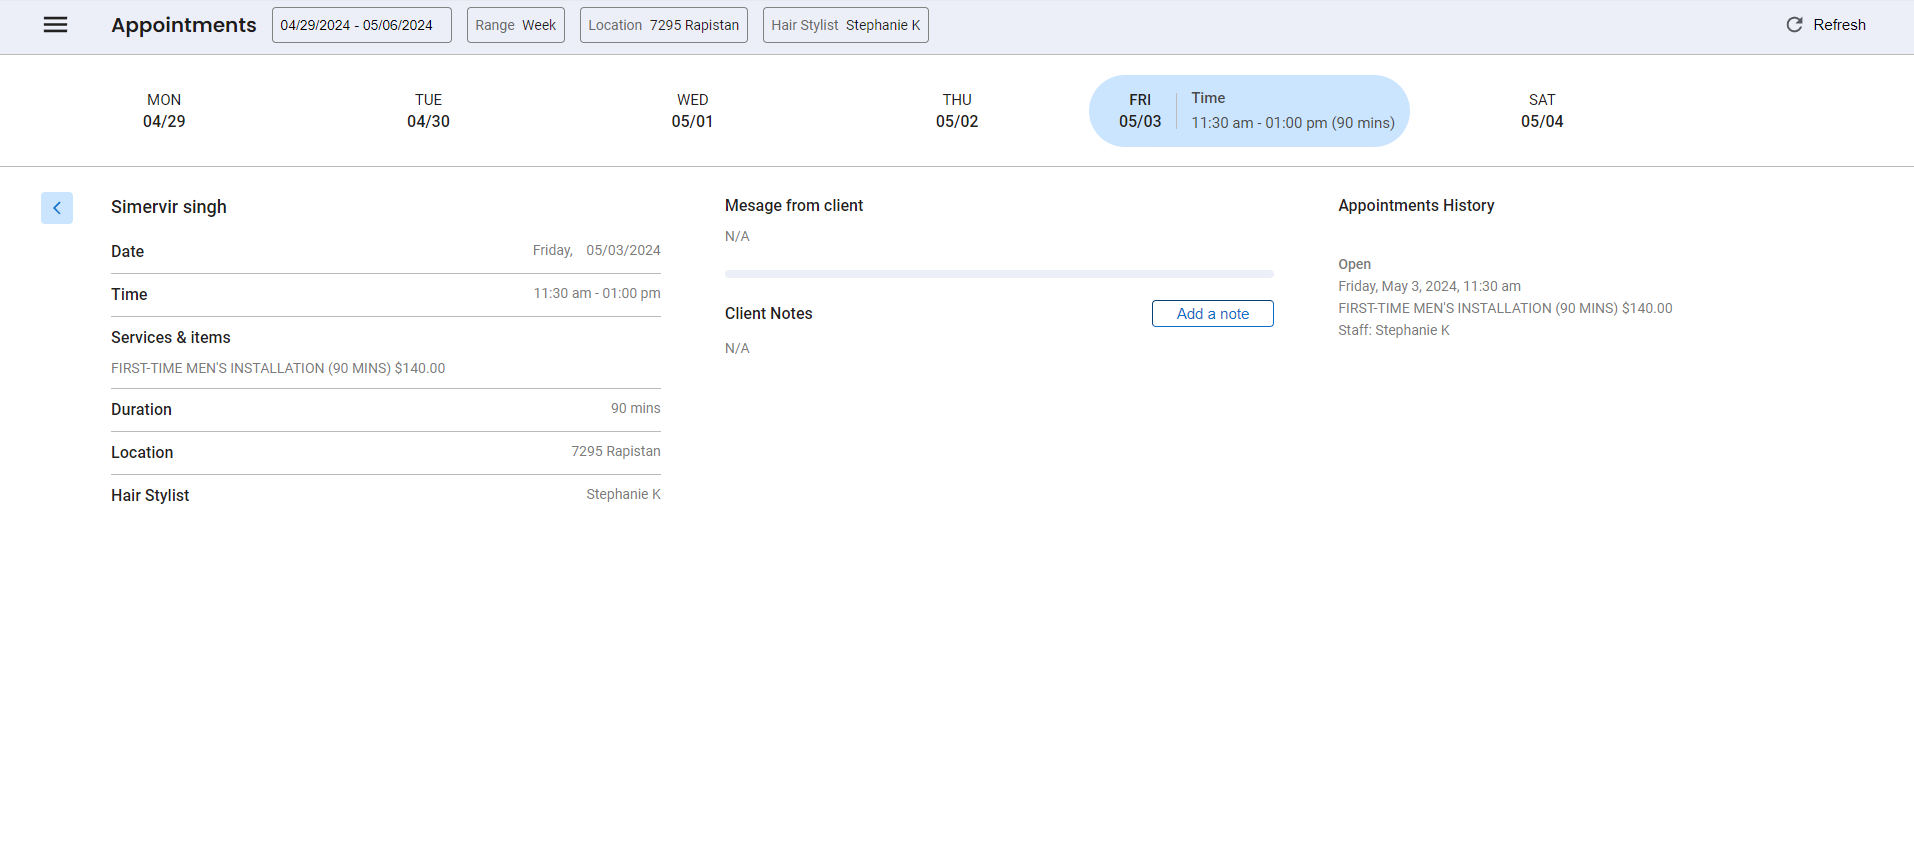 Appointments
04/29/2024 - 05/06/2024
Range Week
Location 7295 Rapistan
Hair Stylist Stephanie K
Refresh
MON
04/29
TUE
04/30
WED
05/01
THU
05/02
FRI
05/03
Time
11:30 am - 01:00 pm (90 mins)
SAT
05/04
Simervir singh
Date
Friday, 05/03/2024
Time
11:30 am - 01:00 pm
Services & items
FIRST-TIME MEN'S INSTALLATION (90 MINS) $140.00
Duration
90 mins
Location
7295 Rapistan
Hair Stylist
Stephanie K
Mesage from client
N/A
Client Notes
Add a note
N/A
Appointments History
Open
Friday, May 3, 2024, 11:30 am
FIRST-TIME MEN'S INSTALLATION (90 MINS) $140.00
Staff: Stephanie K